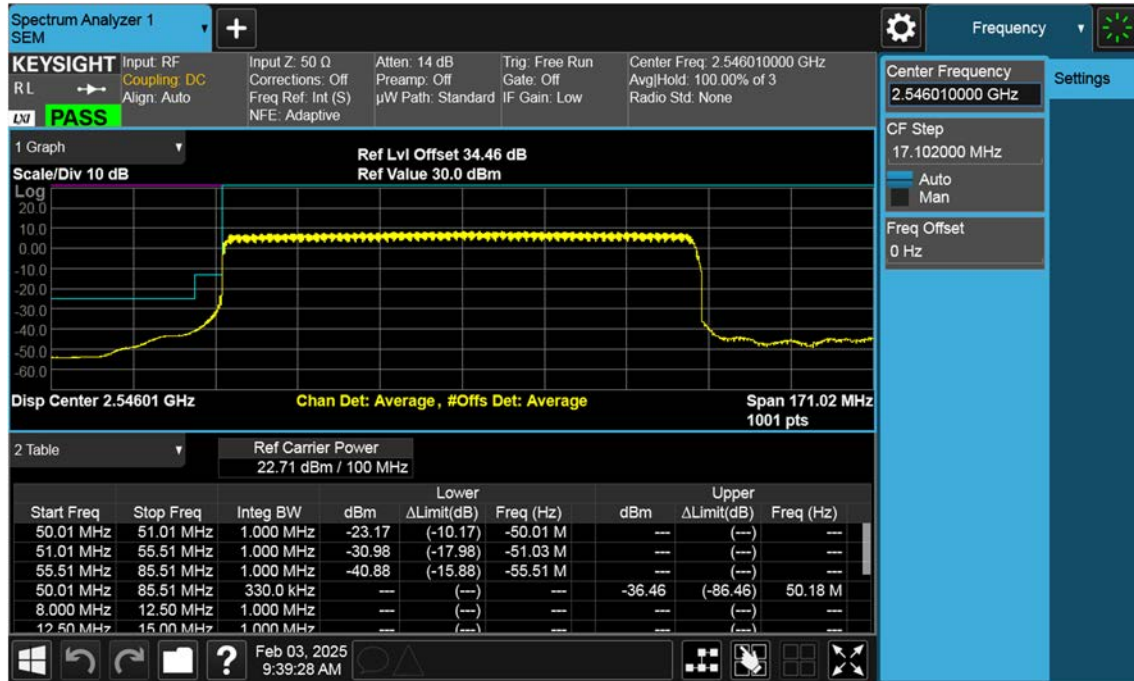 Spectrum Analyzer 1
SEM
Frequency
KEYSIGHT
R L
LXI
PASS
Input: RF
Coupling: DC
Align: Auto
Input Z: 50 Ω
Corrections: Off
Freq Ref: Int (S)
NFE: Adaptive
Atten: 14 dB
Preamp: Off
µW Path: Standard
Trig: Free Run
Gate: Off
IF Gain: Low
Center Freq: 2.546010000 GHz
Avg|Hold: 100.00% of 3
Radio Std: None
Center Frequency
2.546010000 GHz
Settings
CF Step
17.102000 MHz
Auto
Man
Freq Offset
0 Hz
1 Graph
Scale/Div 10 dB
Ref Lvl Offset 34.46 dB
Ref Value 30.0 dBm
Log
20.0
10.0
0.00
-10.0
-20.0
-30.0
-40.0
-50.0
-60.0
Disp Center 2.54601 GHz
Chan Det: Average, #Offs Det: Average
Span 171.02 MHz
1001 pts
2 Table
Ref Carrier Power
22.71 dBm / 100 MHz
Lower Upper
Start Freq Stop Freq Integ BW dBm ΔLimit(dB) Freq (Hz) dBm ΔLimit(dB) Freq (Hz)
50.01 MHz 51.01 MHz 1.000 MHz -23.17 (-10.17) -50.01 M --- (---) ---
51.01 MHz 55.51 MHz 1.000 MHz -30.98 (-17.98) -51.03 M --- (---) ---
55.51 MHz 85.51 MHz 1.000 MHz -40.88 (-15.88) -55.51 M --- (---) ---
50.01 MHz 85.51 MHz 330.0 kHz --- (---) --- -36.46 (-86.46) 50.18 M
8.000 MHz 12.50 MHz 1.000 MHz --- (---) --- --- (---) ---
12.50 MHz 15.00 MHz 1.000 MHz --- (---) --- --- (---) ---
?
Feb 03, 2025
9:39:28 AM